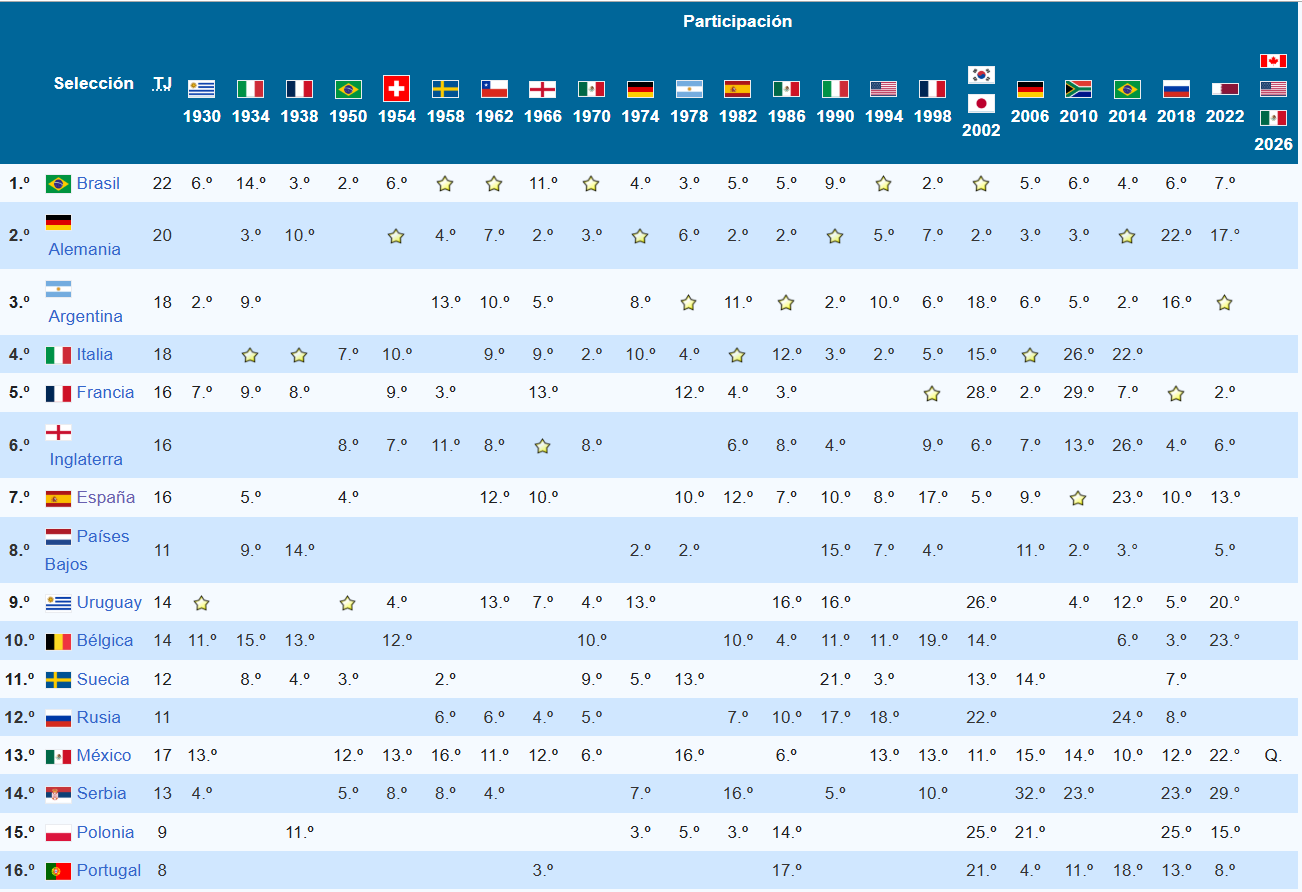 Participación
Selección TJ 1930 1934 1938 1950 1954 1958 1962 1966 1970 1974 1978 1982 1986 1990 1994 1998 2002 2006 2010 2014 2018 2022 2026
1.º Brasil 22 6.º 14.º 3.º 2.º 6.º 11.º 4.º 3.º 5.º 5.º 9.º 2.º 5.º 6.º 4.º 6.º 7.º
2.º Alemania 20 3.º 10.º 4.º 7.º 2.º 3.º 6.º 2.º 2.º 5.º 7.º 2.º 3.º 3.º 22.º 17.°
3.º Argentina 18 2.º 9.º 13.º 10.º 5.º 8.º 11.º 2.º 10.º 6.º 18.º 6.º 5.º 2.º 16.º
4.º Italia 18 7.º 10.º 9.º 9.º 2.º 10.º 4.º 12.º 3.º 2.º 5.º 15.º 26.º 22.º
5.º Francia 16 7.º 9.º 8.º 9.º 3.º 13.º 12.º 4.º 3.º 28.º 2.º 29.º 7.º 2.º
6.º Inglaterra 16 8.º 7.º 11.º 8.º 8.º 6.º 8.º 4.º 9.º 6.º 7.º 13.º 26.º 4.º 6.º
7.º España 16 5.º 4.º 12.º 10.º 10.º 12.º 7.º 10.º 8.º 17.º 5.º 9.º 23.º 10.º 13.º
8.º Países Bajos 11 9.º 14.º 2.º 2.º 15.º 7.º 4.º 11.º 2.º 3.° 5.º
9.º Uruguay 14 4.º 13.º 7.º 4.º 13.º 16.º 16.º 26.º 4.º 12.º 5.º 20.°
10.º Bélgica 14 11.º 15.º 13.º 12.º 10.º 10.º 4.º 11.º 11.º 19.º 14.º 6.º 3.º 23.°
11.º Suecia 12 8.º 4.º 3.º 2.º 9.º 5.º 13.º 21.º 3.º 13.º 14.º 7.º
12.º Rusia 11 6.º 6.º 4.º 5.º 7.º 10.º 17.º 18.º 22.º 24.º 8.º
13.º México 17 13.º 12.º 13.º 16.º 11.º 12.º 6.º 16.º 6.º 13.º 13.º 11.º 15.º 14.º 10.º 12.º 22.° Q.
14.º Serbia 13 4.º 5.º 8.º 8.º 4.º 7.º 16.º 5.º 10.º 32.º 23.º 23.º 29.°
15.º Polonia 9 11.º 3.º 5.º 3.º 14.º 25.º 21.º 25.º 15.º
16.º Portugal 8 3.º 17.º 21.º 4.º 11.º 18.º 13.º 8.º